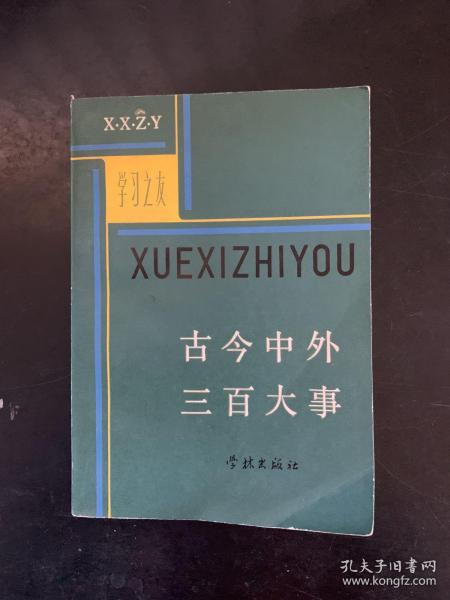 X·X·Z·Y
学习之友
XUEXIZHIYOU
古今中外
三百大事
学林出版社
孔夫子旧书网
www.kongfz.com